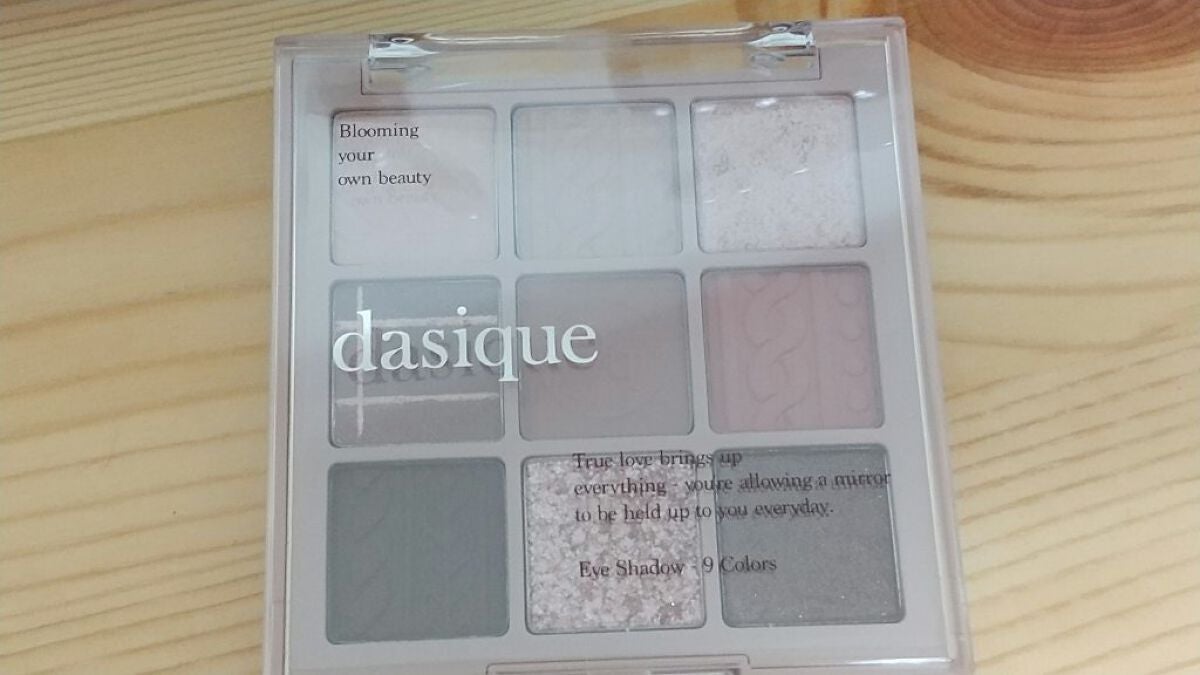 Blooming
your
own beauty
dasique
True love brings up
everything - you're allowing a mirror
to be held up to you everyday.
Eye Shadow - 9 Colors